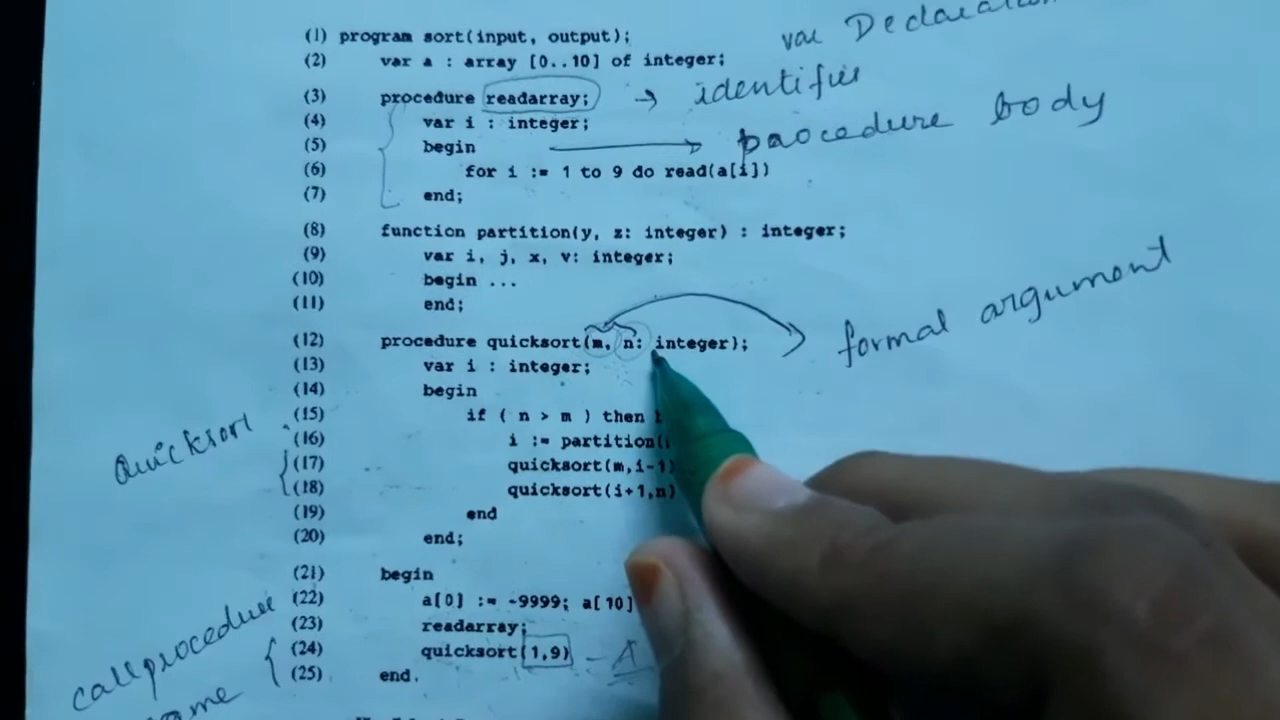 var Declaration
(1) program sort(input, output);
(2) var a : array [0..10] of integer;
(3) procedure readarray; → identifier
(4) var i : integer;
(5) begin → procedure body
(6) for i := 1 to 9 do read(a[i])
(7) end;
(8) function partition(y, z: integer) : integer;
(9) var i, j, x, v: integer;
(10) begin ...
(11) end;
(12) procedure quicksort(m, n: integer); formal argument
(13) var i : integer;
(14) begin
(15) if ( n > m ) then
Quicksort (16) i := partition(
(17) quicksort(m,i-1)
(18) quicksort(i+1,n)
(19) end
(20) end;
(21) begin
(22) a[0] := -9999; a[10]
call procedure (23) readarray;
(24) quicksort(1,9)
(25) end.